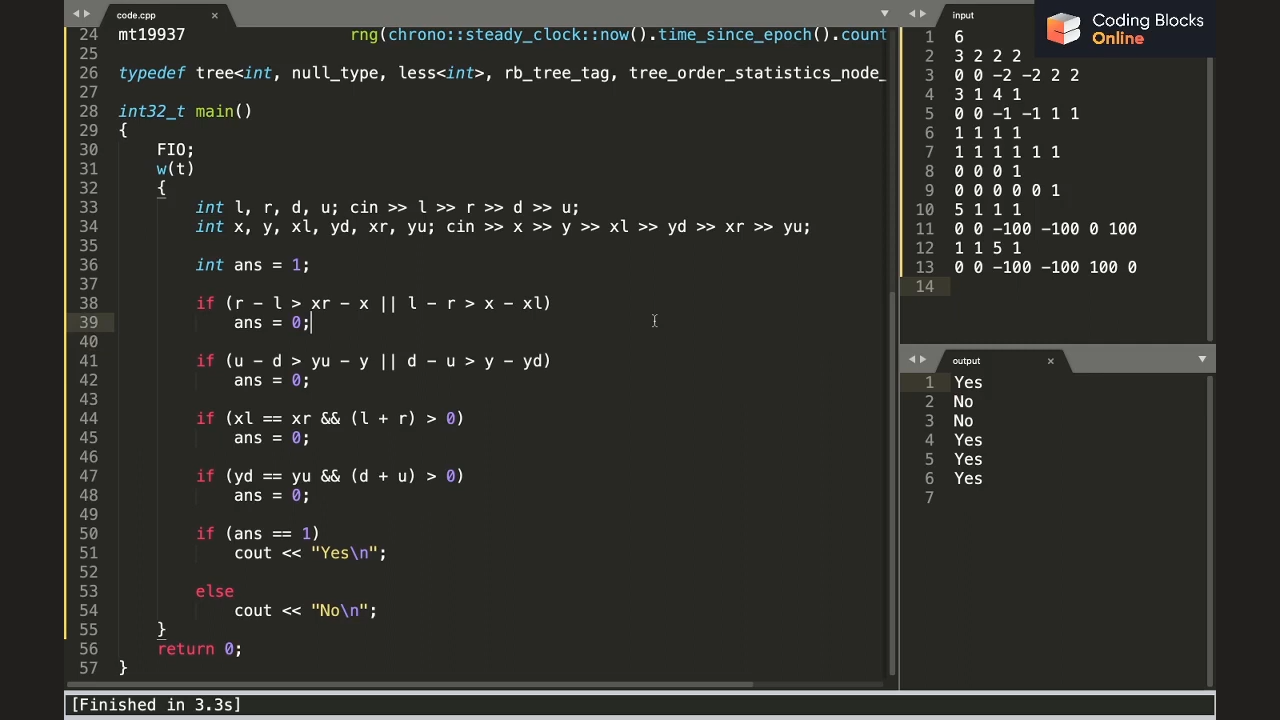 code.cpp
24 mt19937 rng(chrono::steady_clock::now().time_since_epoch().count
25
26 typedef tree<int, null_type, less<int>, rb_tree_tag, tree_order_statistics_node_
27
28 int32_t main()
29 {
30 FIO;
31 w(t)
32 {
33 int l, r, d, u; cin >> l >> r >> d >> u;
34 int x, y, xl, yd, xr, yu; cin >> x >> y >> xl >> yd >> xr >> yu;
35
36 int ans = 1;
37
38 if (r - l > xr - x || l - r > x - xl)
39 ans = 0;
40
41 if (u - d > yu - y || d - u > y - yd)
42 ans = 0;
43
44 if (xl == xr && (l + r) > 0)
45 ans = 0;
46
47 if (yd == yu && (d + u) > 0)
48 ans = 0;
49
50 if (ans == 1)
51 cout << "Yes\n";
52
53 else
54 cout << "No\n";
55 }
56 return 0;
57 }
input
1 6
2 3 2 2 2
3 0 0 -2 -2 2 2
4 3 1 4 1
5 0 0 -1 -1 1 1
6 1 1 1 1
7 1 1 1 1 1 1
8 0 0 0 1
9 0 0 0 0 0 1
10 5 1 1 1
11 0 0 -100 -100 0 100
12 1 1 5 1
13 0 0 -100 -100 100 0
14
Coding Blocks
Online
output
1 Yes
2 No
3 No
4 Yes
5 Yes
6 Yes
7
[Finished in 3.3s]